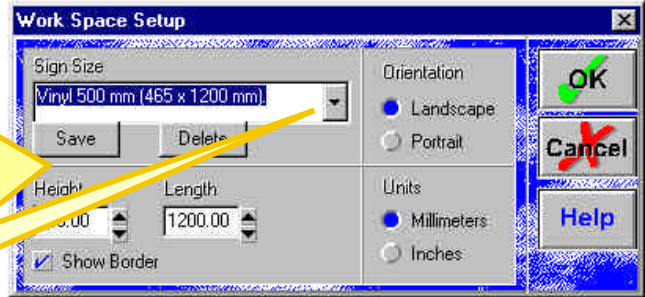 Work Space Setup
Sign Size
Vinyl 500 mm (465 x 1200 mm).
Save Delete
Height Length
.00 1200.00
Show Border
Orientation
Landscape
Portrait
Units
Millimeters
Inches
OK
Cancel
Help